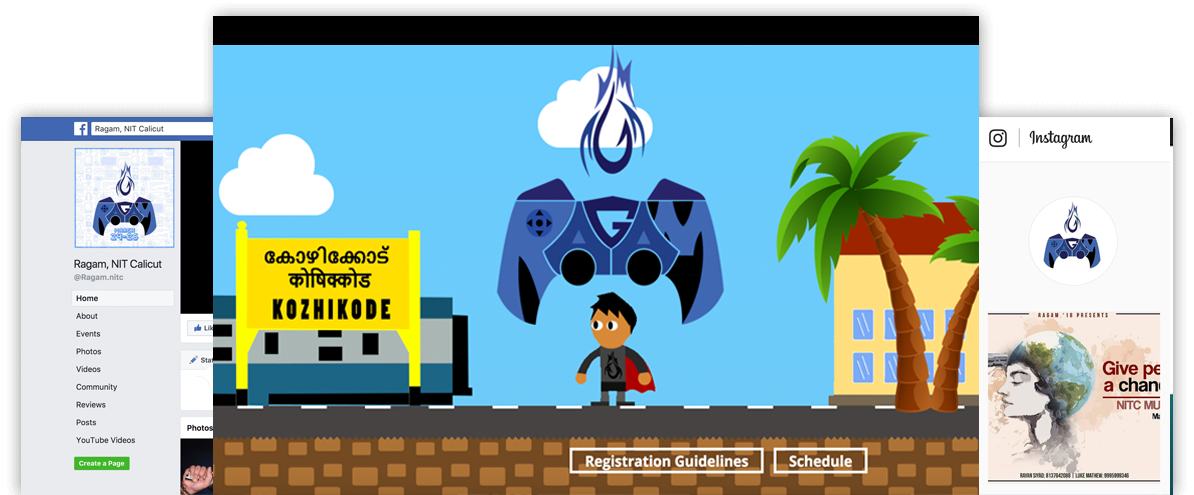 Ragam, NIT Calicut
MARCH
Ragam, NIT Calicut
@Ragam.nitc
Home
About
Events
Photos
Videos
Community
Reviews
Posts
YouTube Videos
Create a Page
Photos
കോഴിക്കോട്
कोषिक्कोड
KOZHIKODE
G
Registration Guidelines
Schedule
Instagram
RAGAM '18 PRESENTS
Give pe
a chan
NITC MU